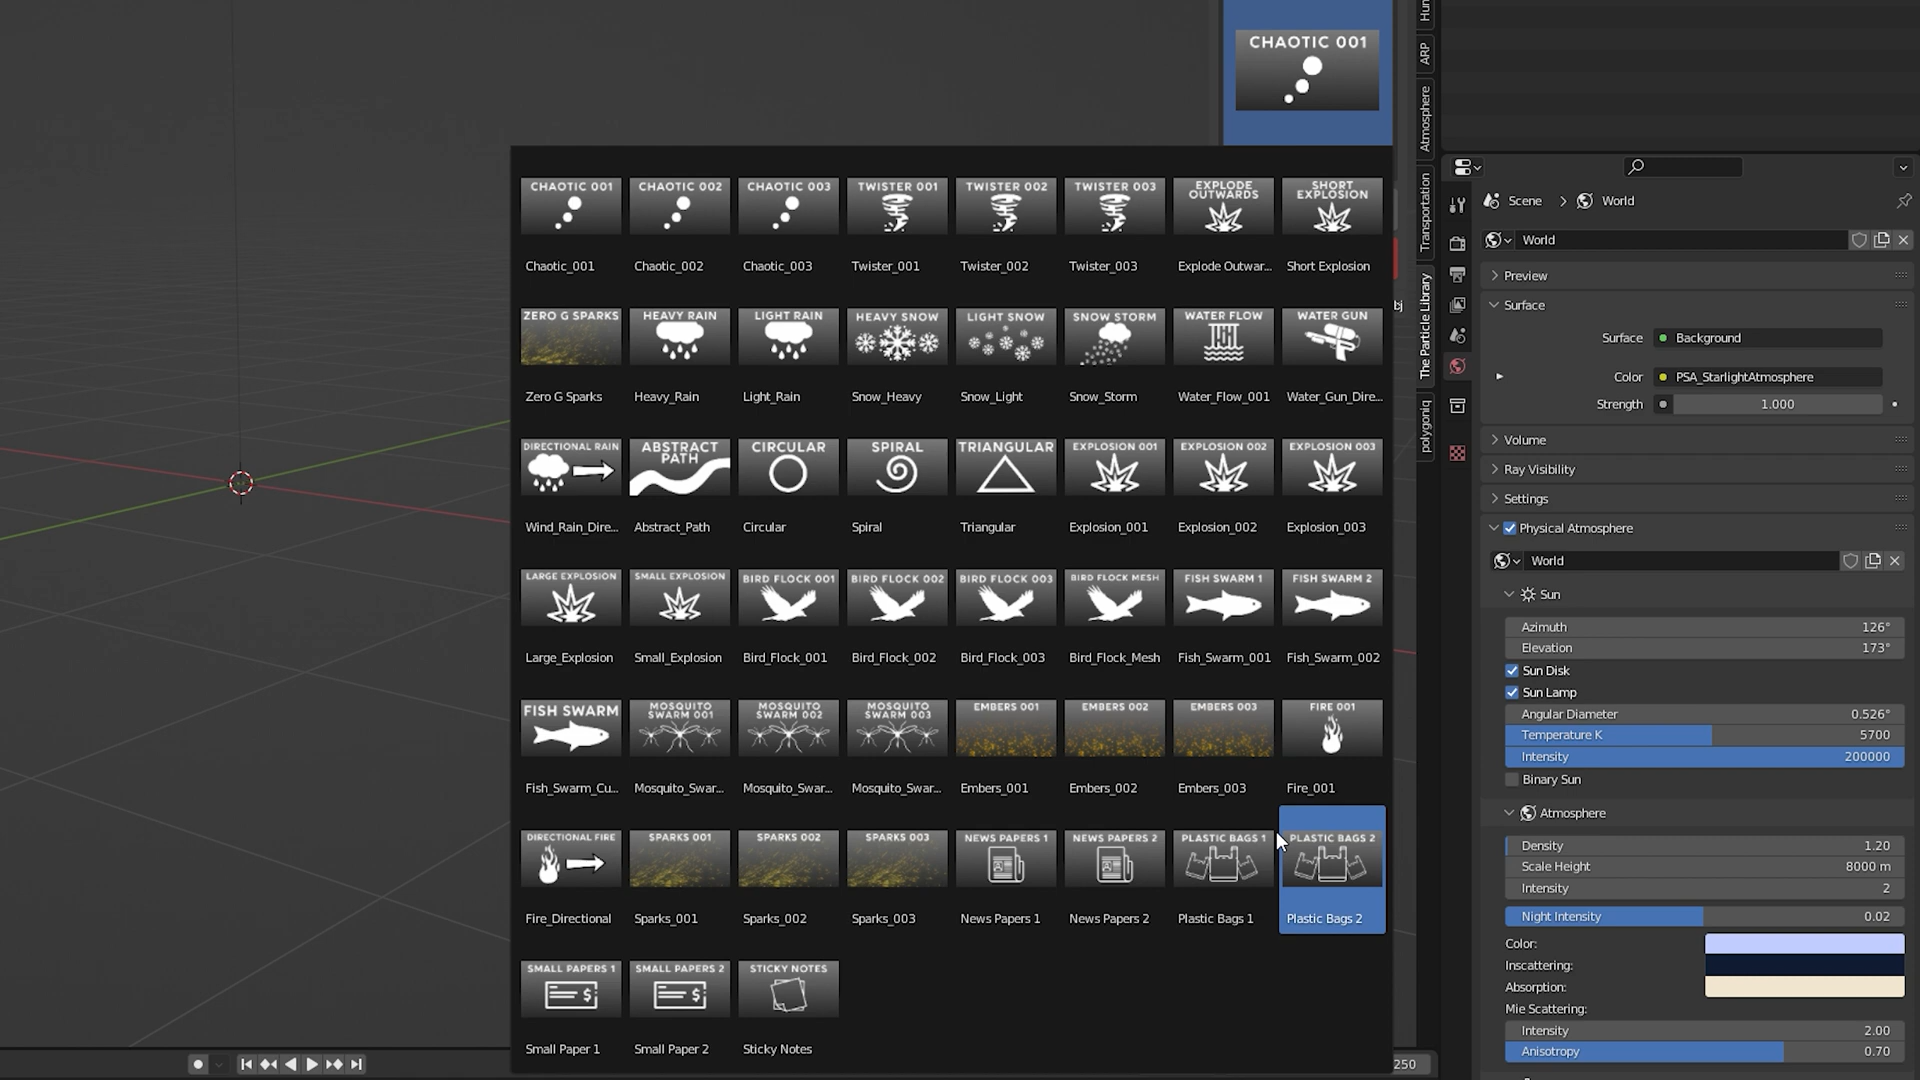 CHAOTIC 001
CHAOTIC 001 CHAOTIC 002 CHAOTIC 003 TWISTER 001 TWISTER 002 TWISTER 003 EXPLODE OUTWARDS SHORT EXPLOSION
Chaotic_001 Chaotic_002 Chaotic_003 Twister_001 Twister_002 Twister_003 Explode Outwar... Short Explosion
ZERO G SPARKS HEAVY RAIN LIGHT RAIN HEAVY SNOW LIGHT SNOW SNOW STORM WATER FLOW WATER GUN
Zero G Sparks Heavy_Rain Light_Rain Snow_Heavy Snow_Light Snow_Storm Water_Flow_001 Water_Gun_Dire...
DIRECTIONAL RAIN ABSTRACT PATH CIRCULAR SPIRAL TRIANGULAR EXPLOSION 001 EXPLOSION 002 EXPLOSION 003
Wind_Rain_Dire... Abstract_Path Circular Spiral Triangular Explosion_001 Explosion_002 Explosion_003
LARGE EXPLOSION SMALL EXPLOSION BIRD FLOCK 001 BIRD FLOCK 002 BIRD FLOCK 003 BIRD FLOCK MESH FISH SWARM 1 FISH SWARM 2
Large_Explosion Small_Explosion Bird_Flock_001 Bird_Flock_002 Bird_Flock_003 Bird_Flock_Mesh Fish_Swarm_001 Fish_Swarm_002
FISH SWARM MOSQUITO SWARM 001 MOSQUITO SWARM 002 MOSQUITO SWARM 003 EMBERS 001 EMBERS 002 EMBERS 003 FIRE 001
Fish_Swarm_Cu... Mosquito_Swar... Mosquito_Swar... Mosquito_Swar... Embers_001 Embers_002 Embers_003 Fire_001
DIRECTIONAL FIRE SPARKS 001 SPARKS 002 SPARKS 003 NEWS PAPERS 1 NEWS PAPERS 2 PLASTIC BAGS 1 PLASTIC BAGS 2
Fire_Directional Sparks_001 Sparks_002 Sparks_003 News Papers 1 News Papers 2 Plastic Bags 1 Plastic Bags 2
SMALL PAPERS 1 SMALL PAPERS 2 STICKY NOTES
Small Paper 1 Small Paper 2 Sticky Notes
250
bj
Hun
ARP
Atmosphere
Transportation
The Particle Library
polygoniq
Scene > World
World
Preview
Surface
Surface Background
Color PSA_StarlightAtmosphere
Strength 1.000
Volume
Ray Visibility
Settings
Physical Atmosphere
World
Sun
Azimuth 126°
Elevation 173°
Sun Disk
Sun Lamp
Angular Diameter 0.526°
Temperature K 5700
Intensity 200000
Binary Sun
Atmosphere
Density 1.20
Scale Height 8000 m
Intensity 2
Night Intensity 0.02
Color:
Inscattering:
Absorption:
Mie Scattering:
Intensity 2.00
Anisotropy 0.70